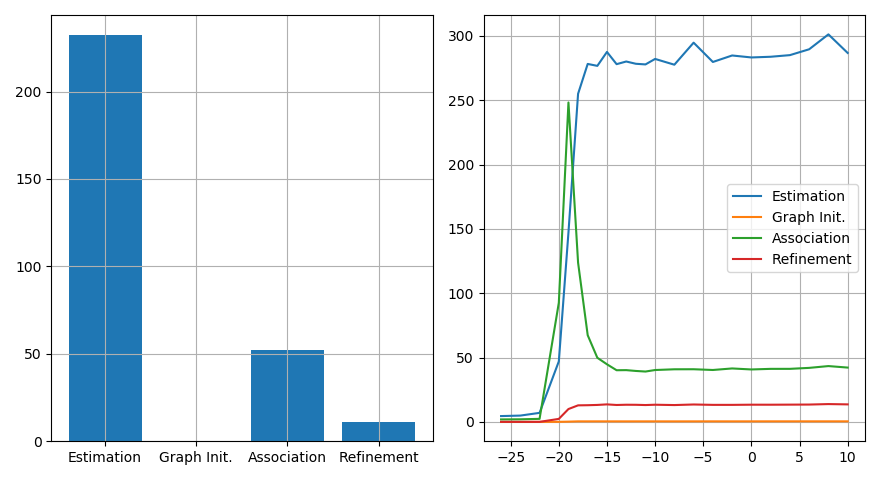 200
150
100
50
0
Estimation Graph Init. Association Refinement
300
250
200
150
100
50
0
−25 −20 −15 −10 −5 0 5 10
Estimation
Graph Init.
Association
Refinement